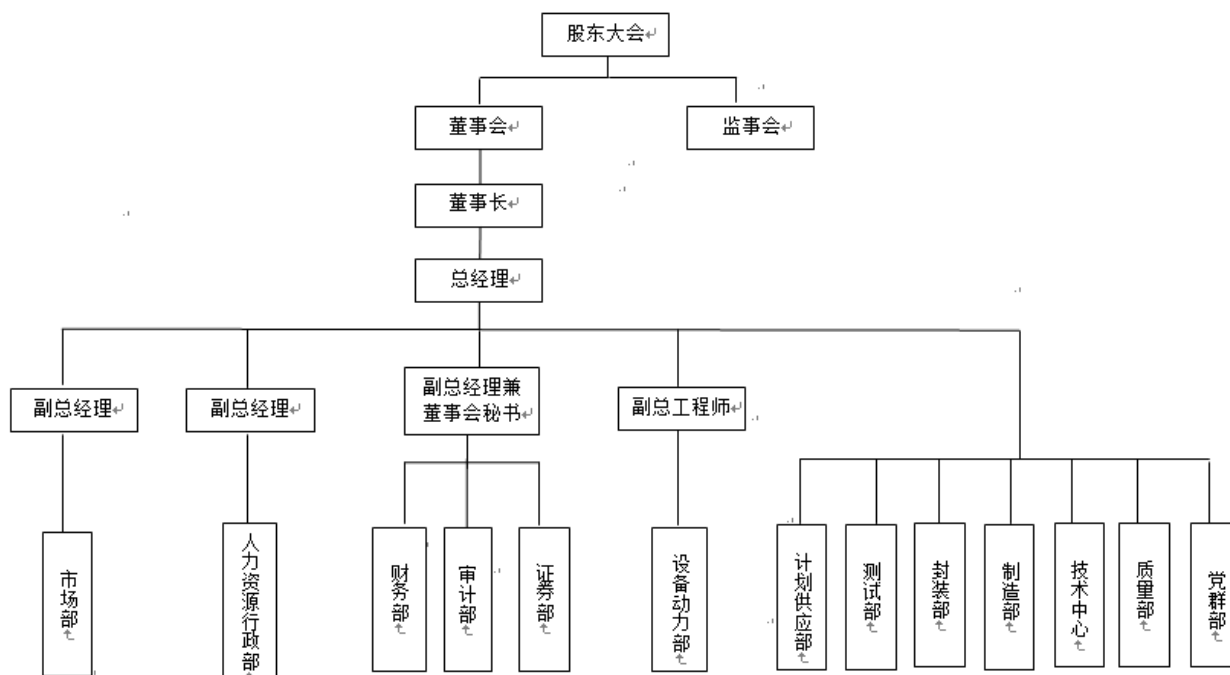 股东大会
董事会
监事会
董事长
总经理
副总经理
副总经理
副总经理兼
董事会秘书
副总工程师
市场部
人力资源行政部
财务部
审计部
证券部
设备动力部
计划供应部
测试部
封装部
制造部
技术中心
质量部
党群部